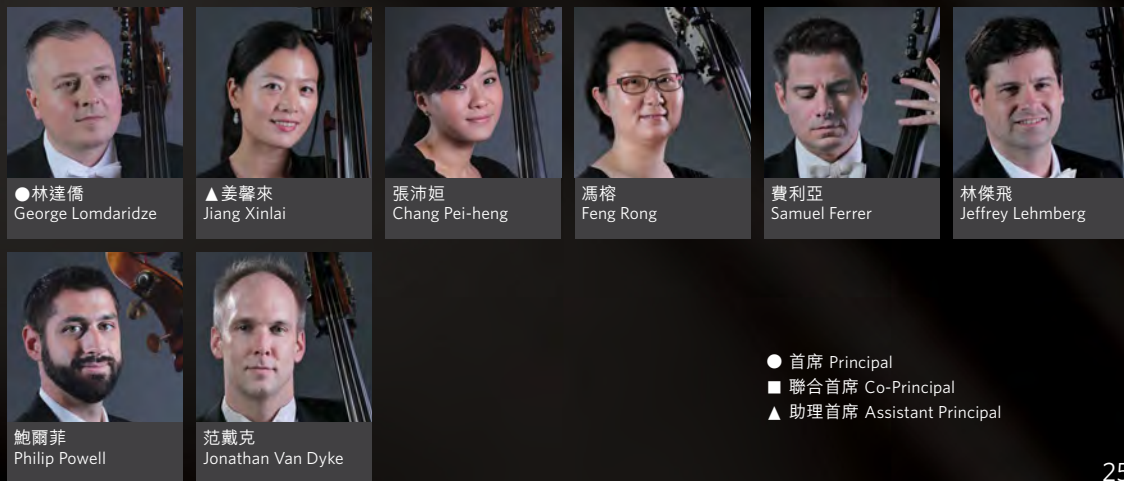 ●林達僑
George Lomdaridze
▲姜馨來
Jiang Xinlai
張沛姮
Chang Pei-heng
馮榕
Feng Rong
費利亞
Samuel Ferrer
林傑飛
Jeffrey Lehmberg
鮑爾菲
Philip Powell
范戴克
Jonathan Van Dyke
● 首席 Principal
■ 聯合首席 Co-Principal
▲ 助理首席 Assistant Principal
25